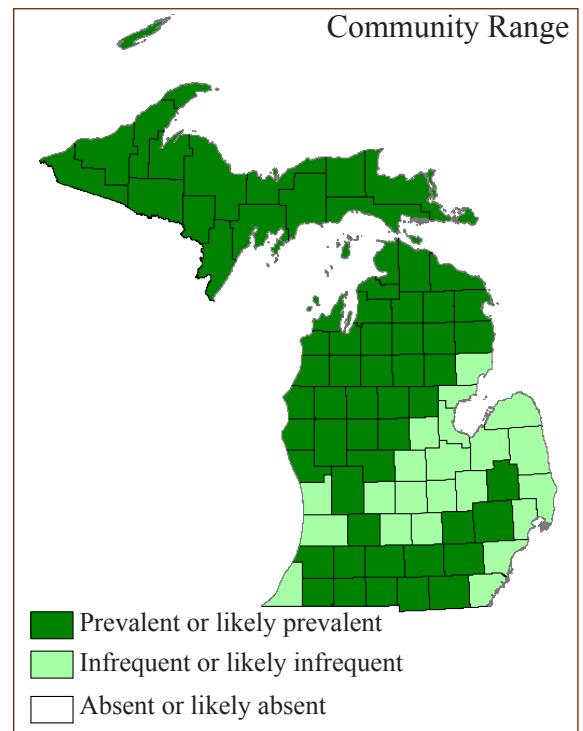 Community Range
Prevalent or likely prevalent
Infrequent or likely infrequent
Absent or likely absent